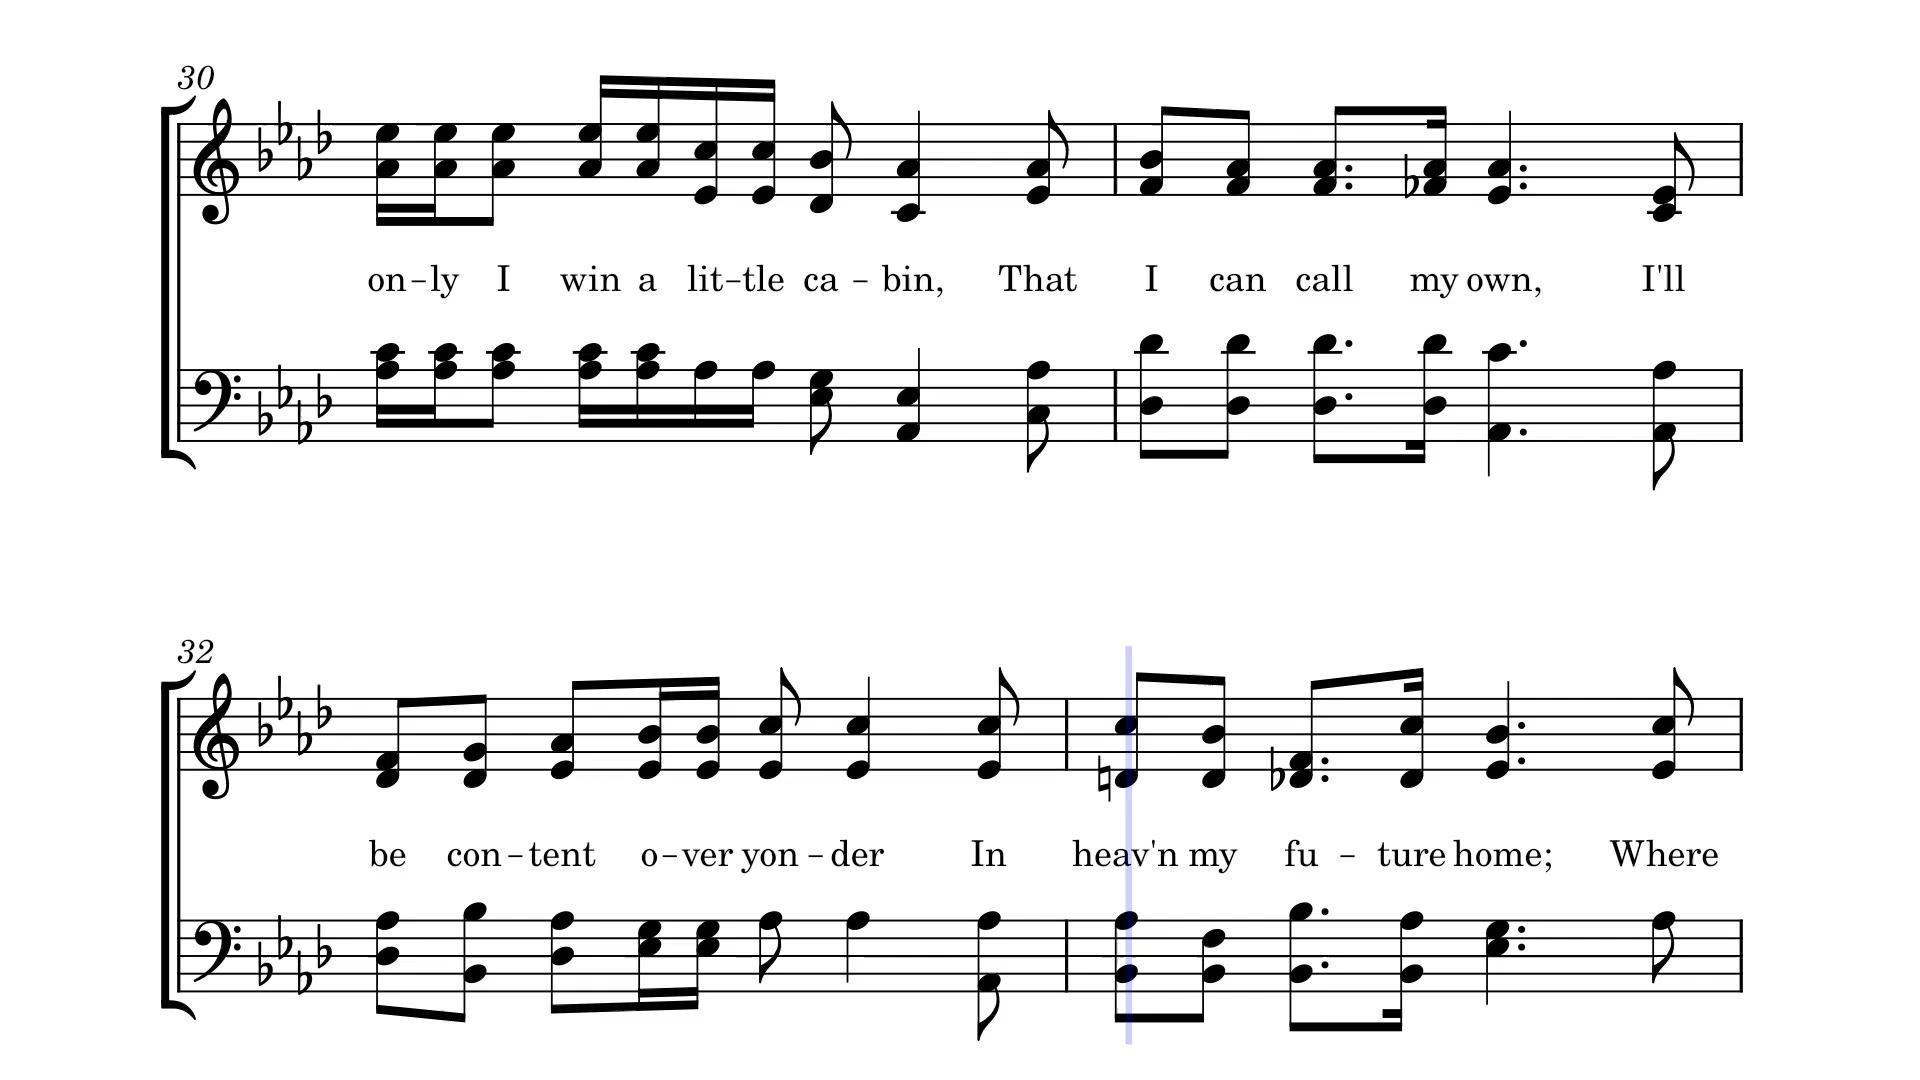 30
on–ly I win a lit–tle ca – bin, That I can call my own, I'll
32
be con–tent o–ver yon–der In heav'n my fu – ture home; Where